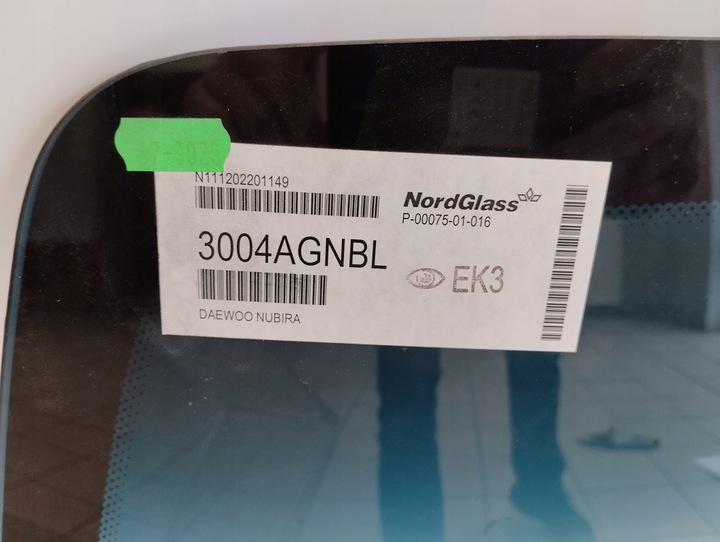 N111202201149
NordGlass
P-00075-01-016
3004AGNBL
EK3
DAEWOO NUBIRA